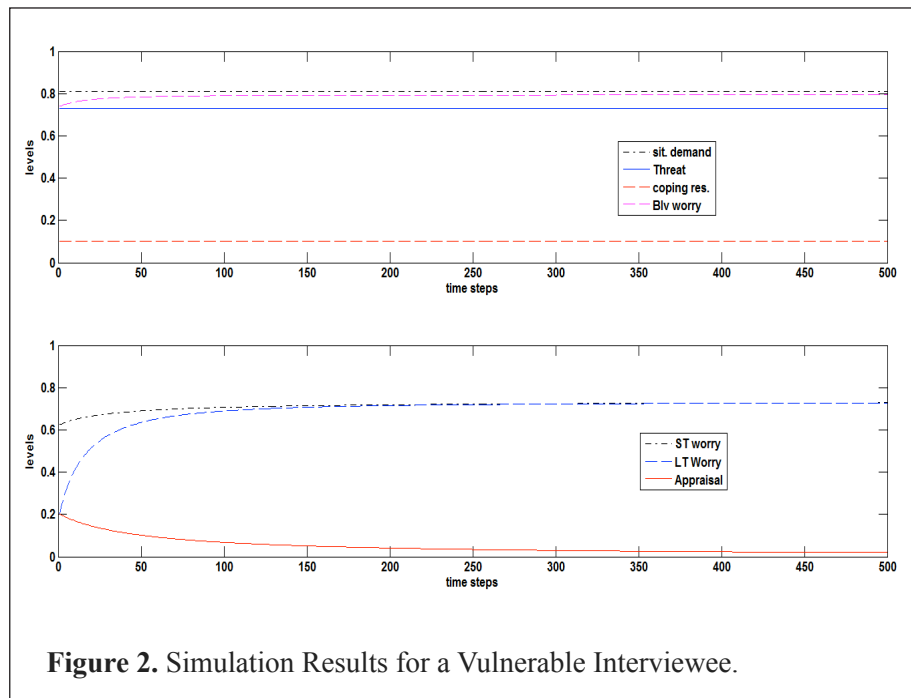 1
0.8
0.6
0.4
0.2
0
levels
sit. demand
Threat
coping res.
Blv worry
0 50 100 150 200 250 300 350 400 450 500
time steps
1
0.8
0.6
0.4
0.2
0
levels
ST worry
LT Worry
Appraisal
0 50 100 150 200 250 300 350 400 450 500
time steps
Figure 2. Simulation Results for a Vulnerable Interviewee.